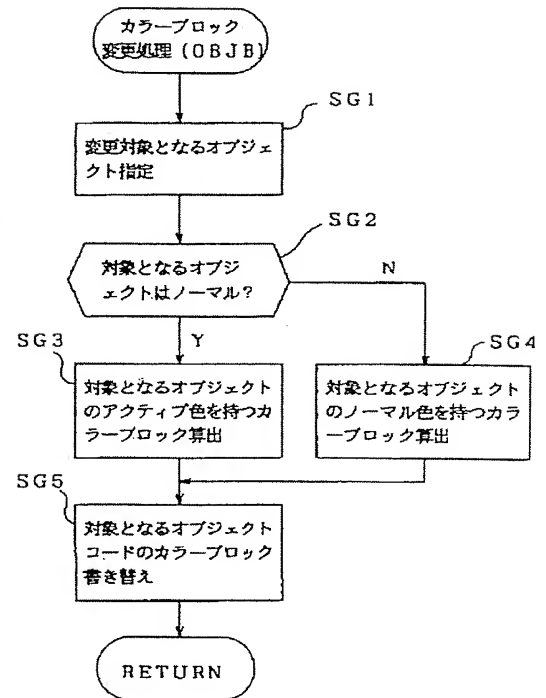 カラーブロック
変更処理(OBJB)
SG1
変更対象となるオブジェ
クト指定
SG2
対象となるオブジ
ェクトはノーマル?
N
Y
SG3
対象となるオブジェクト
のアクティブ色を持つカ
ラーブロック算出
SG4
対象となるオブジェクト
のノーマル色を持つカラ
ーブロック算出
SG5
対象となるオブジェクト
コードのカラーブロック
書き替え
RETURN